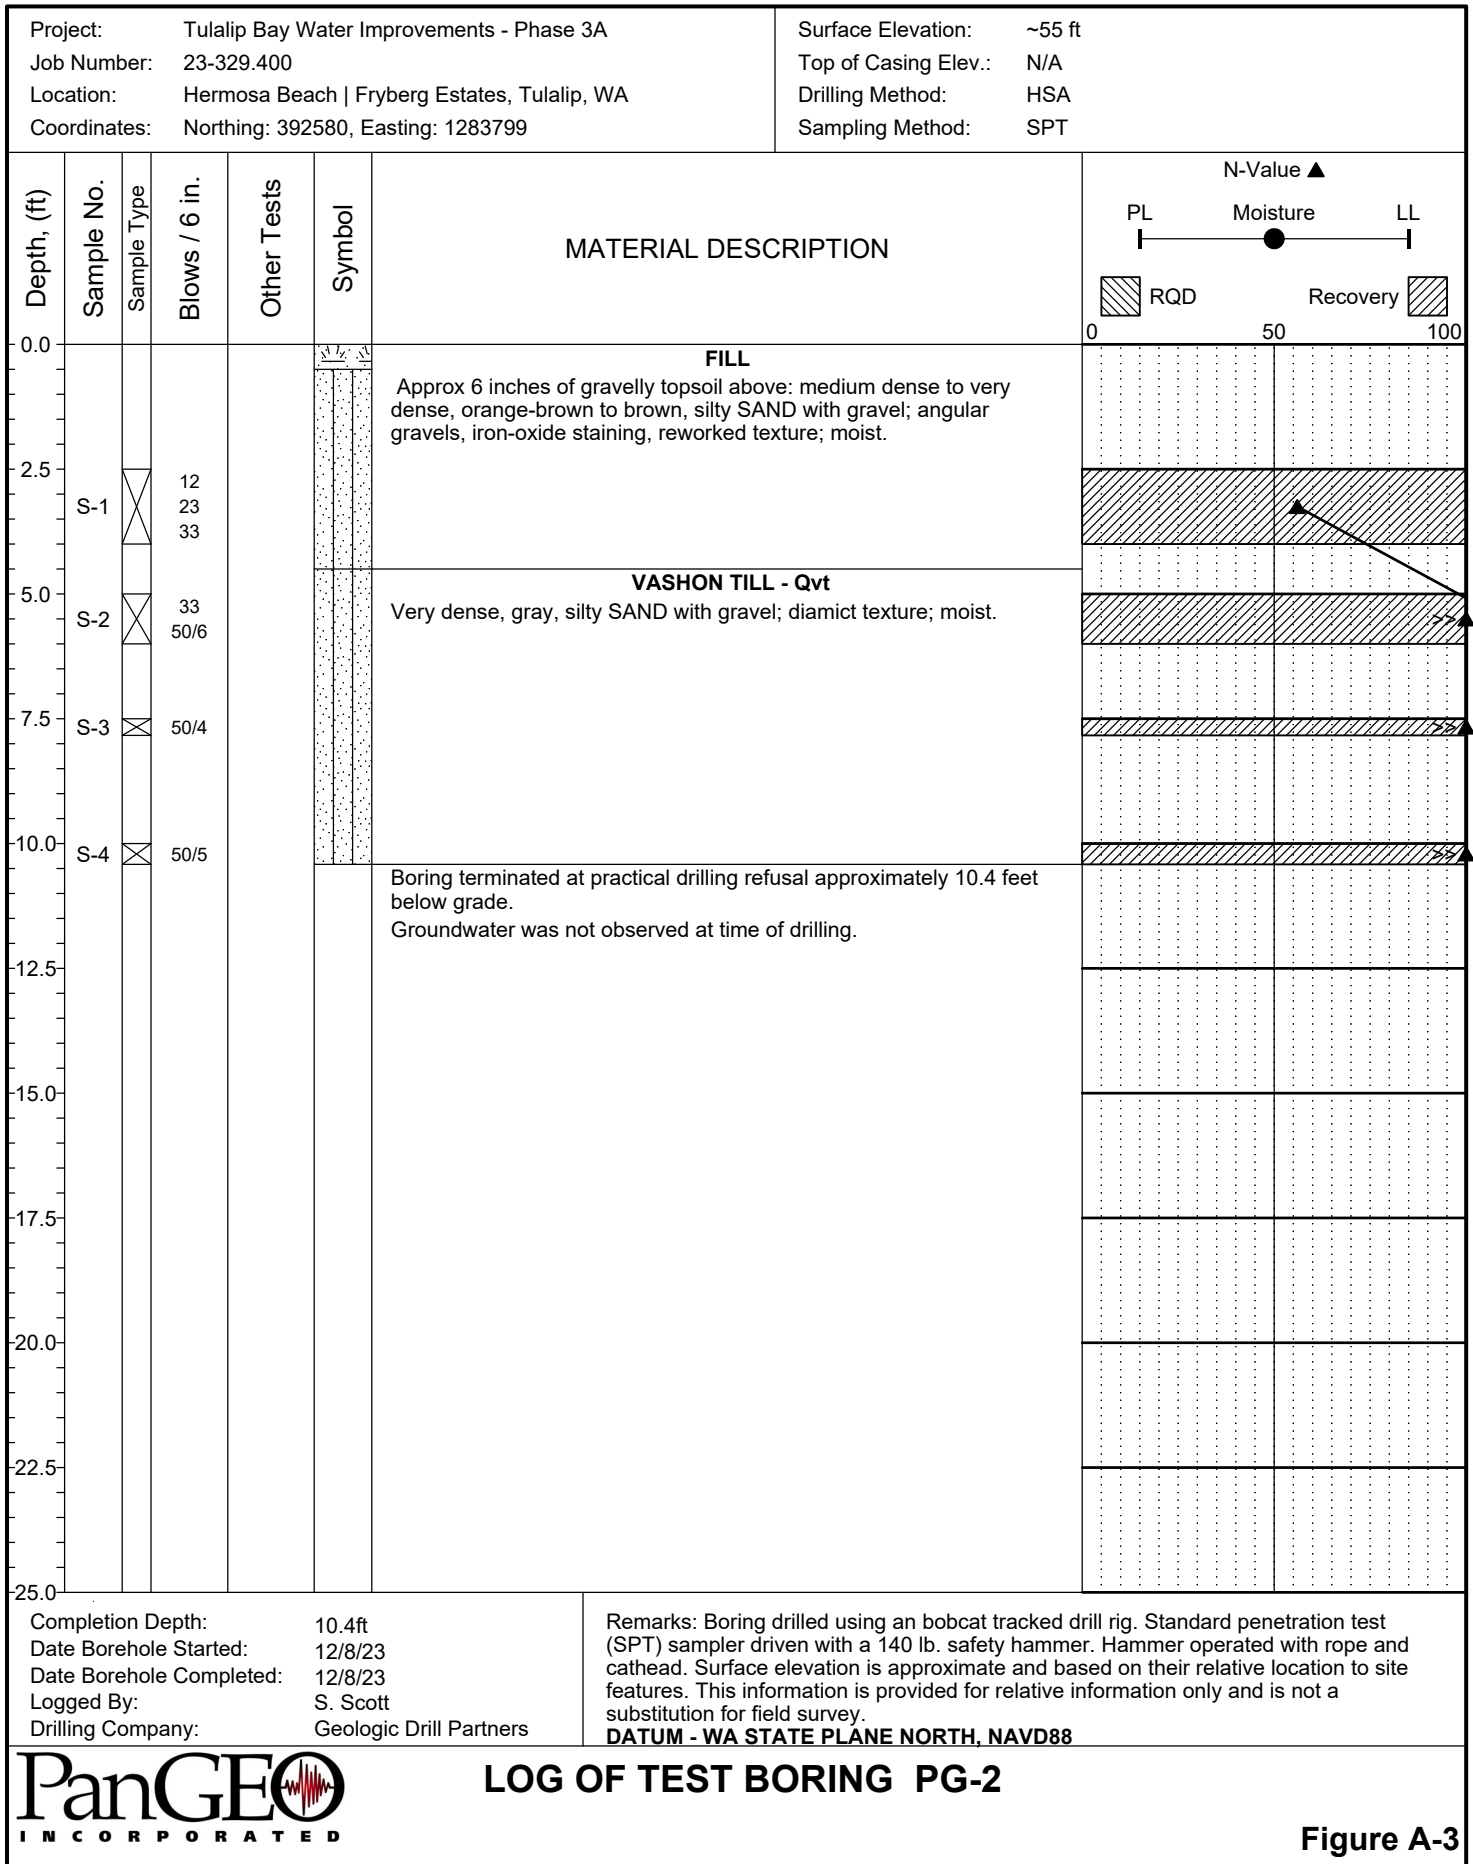 Project: Tulalip Bay Water Improvements - Phase 3A
Job Number: 23-329.400
Location: Hermosa Beach | Fryberg Estates, Tulalip, WA
Coordinates: Northing: 392580, Easting: 1283799
Surface Elevation: ~55 ft
Top of Casing Elev.: N/A
Drilling Method: HSA
Sampling Method: SPT
Depth, (ft)
Sample No.
Sample Type
Blows / 6 in.
Other Tests
Symbol
MATERIAL DESCRIPTION
N-Value ▲
PL Moisture LL
RQD Recovery
0 50 100
0.0
FILL
Approx 6 inches of gravelly topsoil above: medium dense to very
dense, orange-brown to brown, silty SAND with gravel; angular
gravels, iron-oxide staining, reworked texture; moist.
2.5
S-1
12
23
33
VASHON TILL - Qvt
5.0
Very dense, gray, silty SAND with gravel; diamict texture; moist.
S-2
33
50/6
>>
7.5
S-3 50/4 >>
10.0
S-4 50/5 >>
Boring terminated at practical drilling refusal approximately 10.4 feet
below grade.
Groundwater was not observed at time of drilling.
12.5
15.0
17.5
20.0
22.5
25.0
Completion Depth: 10.4ft
Date Borehole Started: 12/8/23
Date Borehole Completed: 12/8/23
Logged By: S. Scott
Drilling Company: Geologic Drill Partners
Remarks: Boring drilled using an bobcat tracked drill rig. Standard penetration test
(SPT) sampler driven with a 140 lb. safety hammer. Hammer operated with rope and
cathead. Surface elevation is approximate and based on their relative location to site
features. This information is provided for relative information only and is not a
substitution for field survey.
DATUM - WA STATE PLANE NORTH, NAVD88
PanGEO
INCORPORATED
LOG OF TEST BORING PG-2
Figure A-3